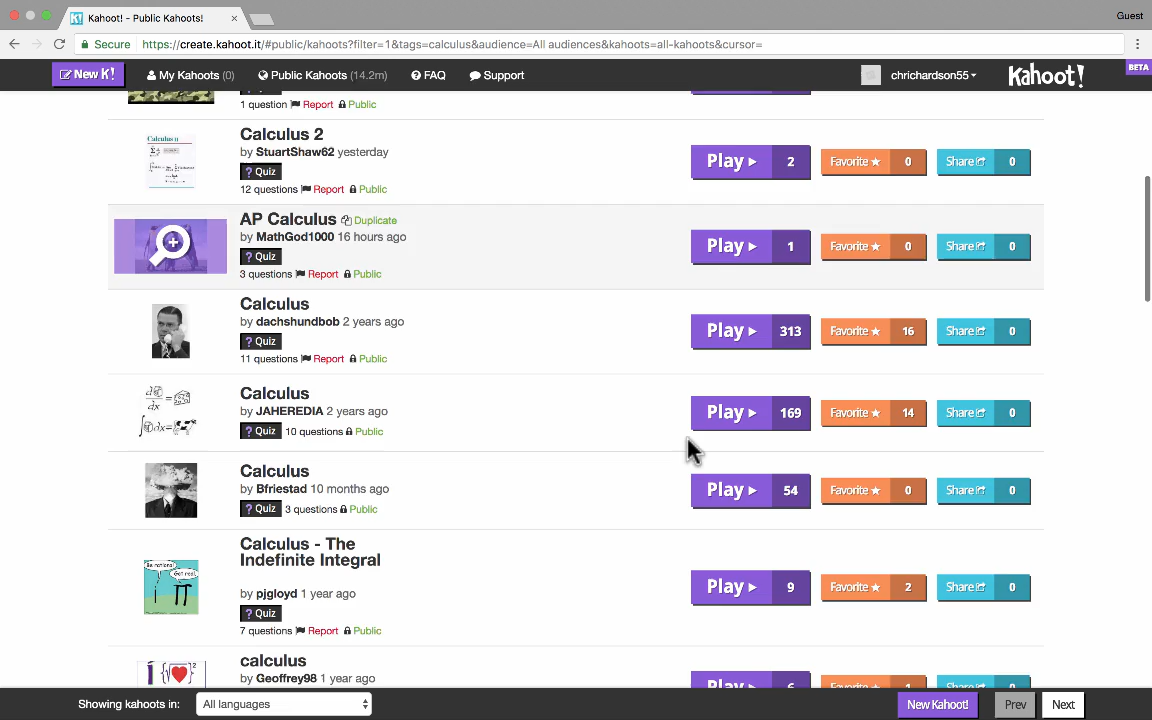 Kahoot! - Public Kahoots!
Guest
Secure
https://create.kahoot.it/#public/kahoots?filter=1&tags=calculus&audience=All audiences&kahoots=all-kahoots&cursor=
New K!
My Kahoots (0)
Public Kahoots (14.2m)
FAQ
Support
chrichardson55
Kahoot!
BETA
1 question Report Public
Calculus 2
by StuartShaw62 yesterday
? Quiz
12 questions Report Public
Play 2
Favorite 0
Share 0
AP Calculus Duplicate
by MathGod1000 16 hours ago
? Quiz
3 questions Report Public
Play 1
Favorite 0
Share 0
Calculus
by dachshundbob 2 years ago
? Quiz
11 questions Report Public
Play 313
Favorite 16
Share 0
Calculus
by JAHEREDIA 2 years ago
? Quiz 10 questions Public
Play 169
Favorite 14
Share 0
Calculus
by Bfriestad 10 months ago
? Quiz 3 questions Public
Play 54
Favorite 0
Share 0
Be rational!
Get real!
Calculus - The
Indefinite Integral
by pjgloyd 1 year ago
? Quiz
7 questions Report Public
Play 9
Favorite 2
Share 0
calculus
by Geoffrey98 1 year ago
Showing kahoots in:
All languages
New Kahoot!
Prev
Next